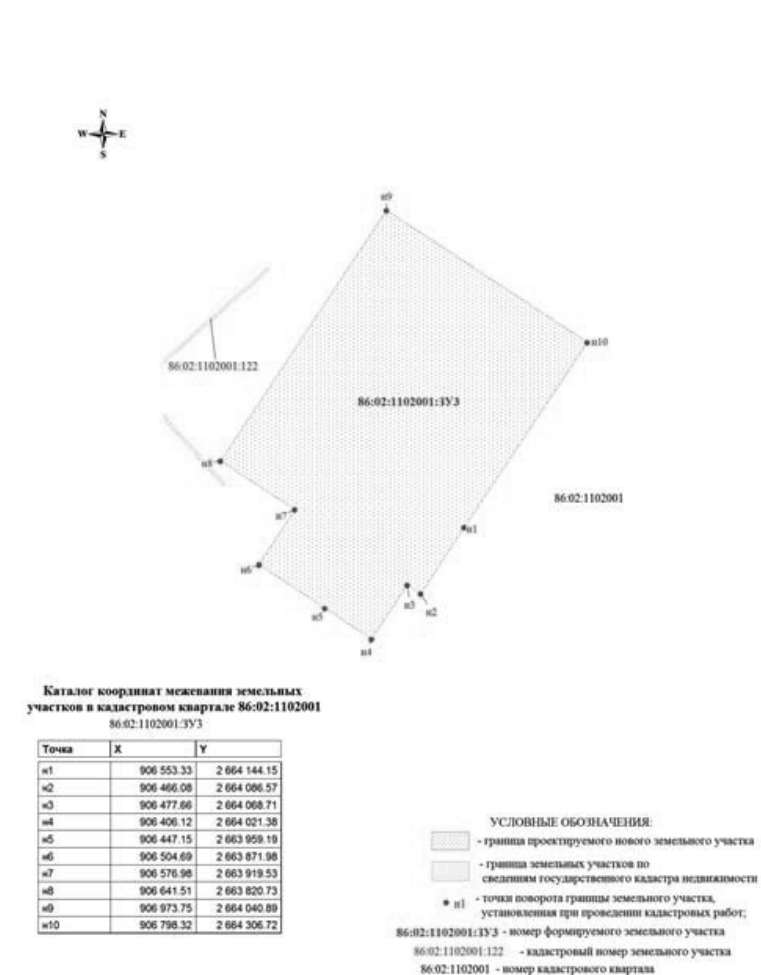 N
W E
S
н9
н10
86:02:1102001:122
86:02:1102001:ЗУ3
н8
86:02:1102001
н7
н1
н6
н3
н2
н5
н4
Каталог координат межевания земельных
участков в кадастровом квартале 86:02:1102001
86:02:1102001:ЗУ3
Точка X Y
н1 906 553.33 2 664 144.15
н2 906 466.08 2 664 086.57
н3 906 477.66 2 664 068.71
н4 906 406.12 2 664 021.38
н5 906 447.15 2 663 959.19
н6 906 504.69 2 663 871.98
н7 906 576.98 2 663 919.53
н8 906 641.51 2 663 820.73
н9 906 973.75 2 664 040.89
н10 906 798.32 2 664 306.72
УСЛОВНЫЕ ОБОЗНАЧЕНИЯ:
- граница проектируемого нового земельного участка
- граница земельных участков по
сведениям государственного кадастра недвижимости
н1 - точки поворота границы земельного участка,
установленная при проведении кадастровых работ;
86:02:1102001:ЗУ3 - номер формируемого земельного участка
86:02:1102001:122 - кадастровый номер земельного участка
86:02:1102001 - номер кадастрового квартала